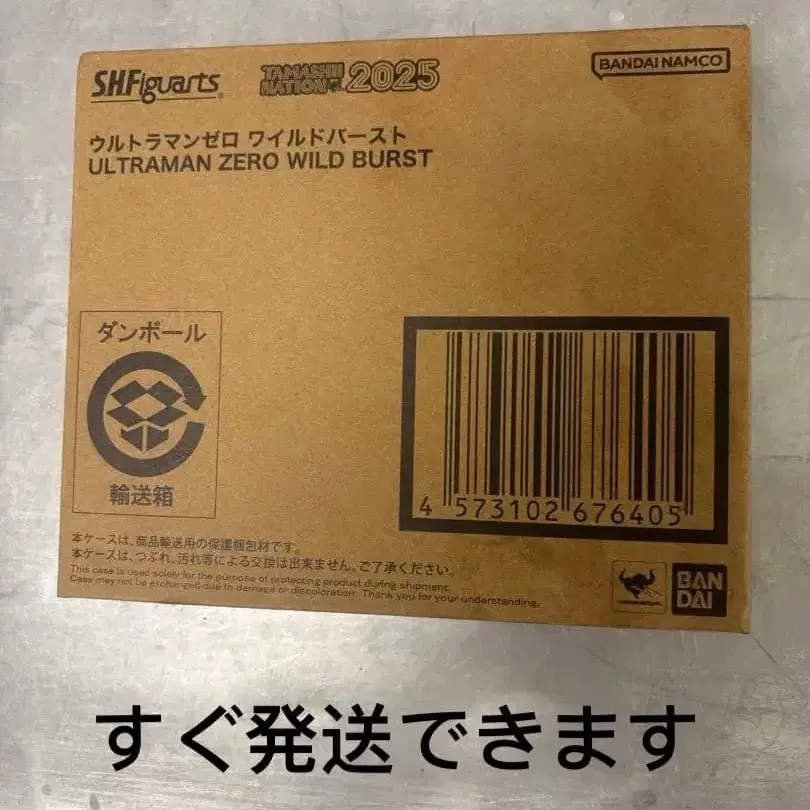 S.H.Figuarts
TAMASHII NATION 2025
BANDAI NAMCO
ウルトラマンゼロ ワイルドバースト
ULTRAMAN ZERO WILD BURST
ダンボール
輸送箱
4 573102 676405
本ケースは、商品輸送用の保護梱包材です。
本ケースは、つぶれ、汚れ等による交換は出来ません。ご了承ください。
This case is used solely for the purpose of protecting product during shipment.
Case may not be exchanged due to damage or discoloration. Thank you for your understanding.
BAN
DAI
すぐ発送できます